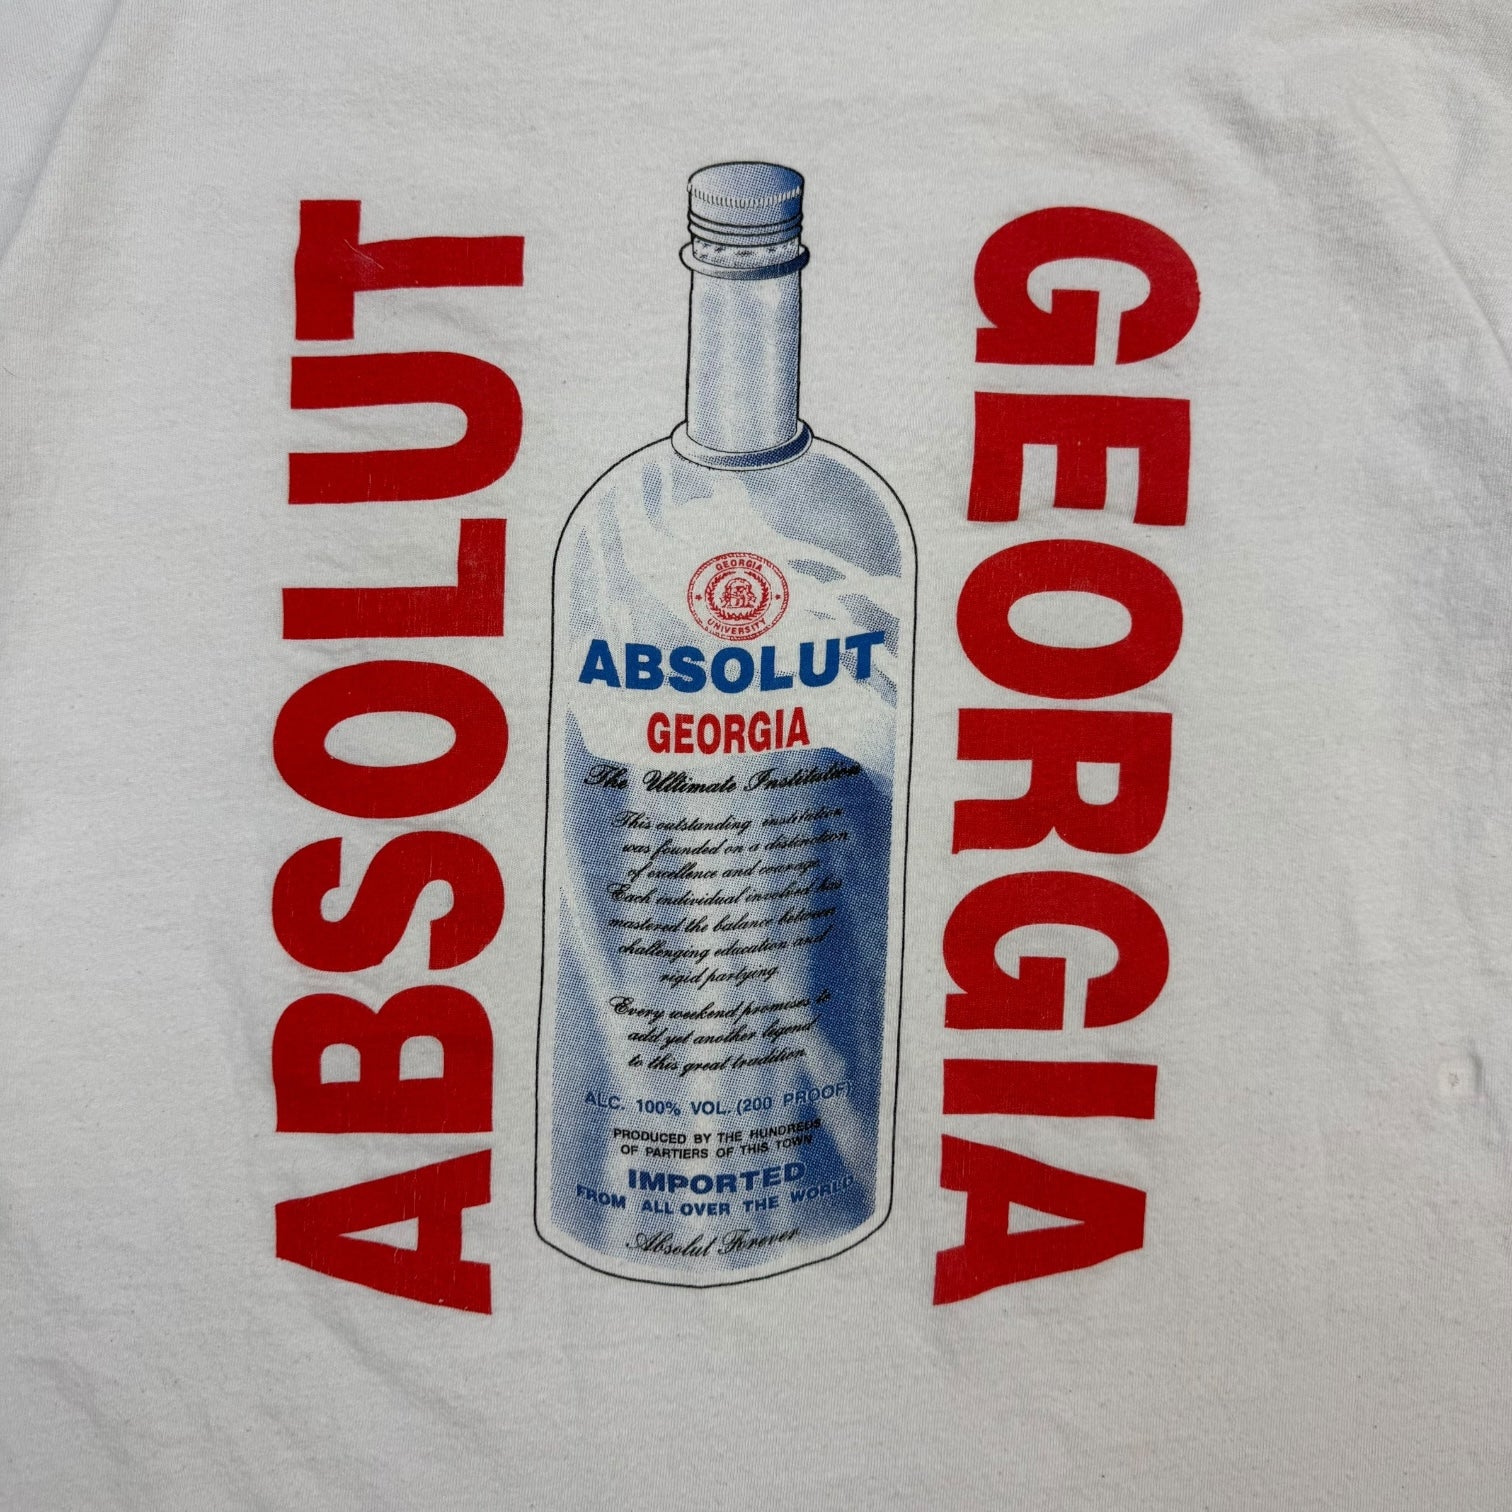 ABSOLUT
GEORGIA
GEORGIA
UNIVERSITY
ABSOLUT
GEORGIA
The Ultimate Institution
This outstanding institution
was founded on a distinction
of excellence and courage
Each individual involved has
mastered the balance between
challenging education and
rigid partying
Every weekend promises to
add yet another legend
to this great tradition
ALC. 100% VOL. (200 PROOF)
PRODUCED BY THE HUNDREDS
OF PARTIERS OF THIS TOWN
IMPORTED
FROM ALL OVER THE WORLD
Absolut Forever